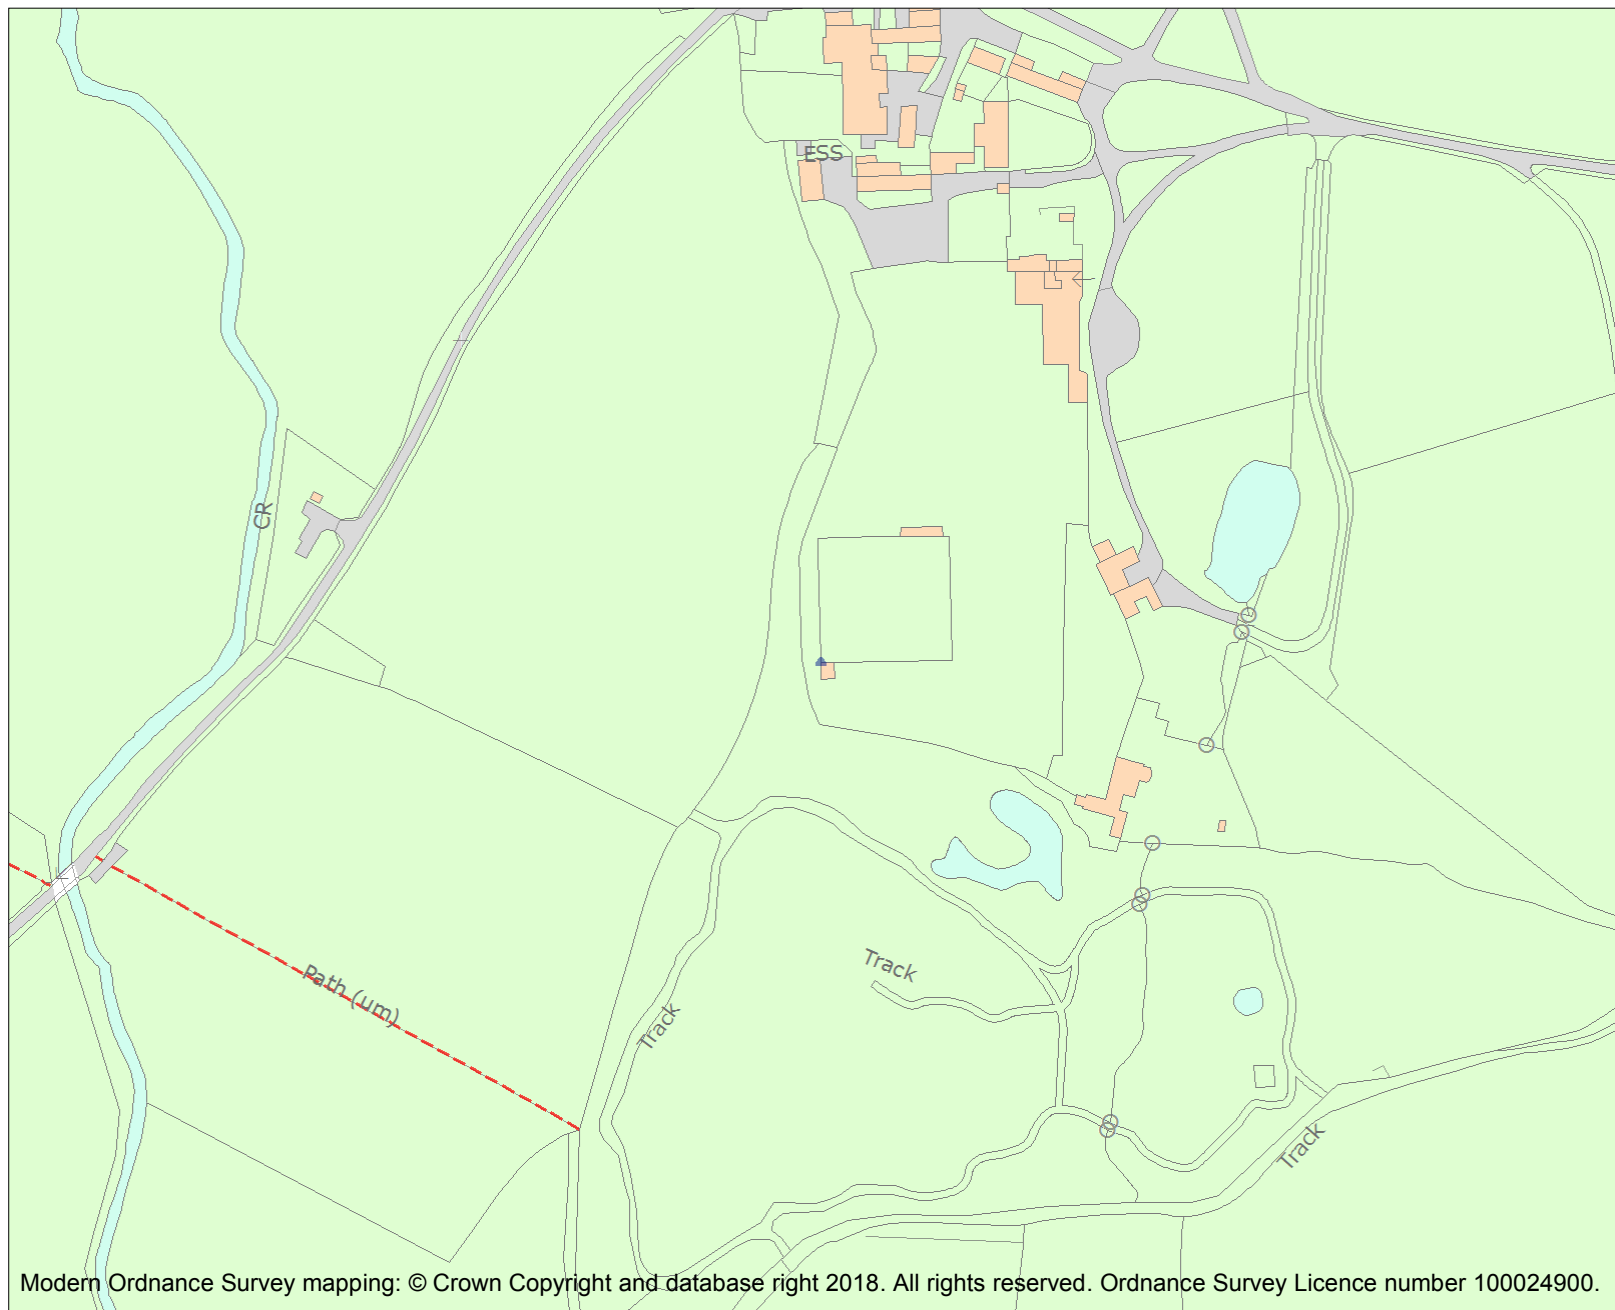 ESS
CR
Path (um)
Track
Track
Track
Modern Ordnance Survey mapping: © Crown Copyright and database right 2018. All rights reserved. Ordnance Survey Licence number 100024900.